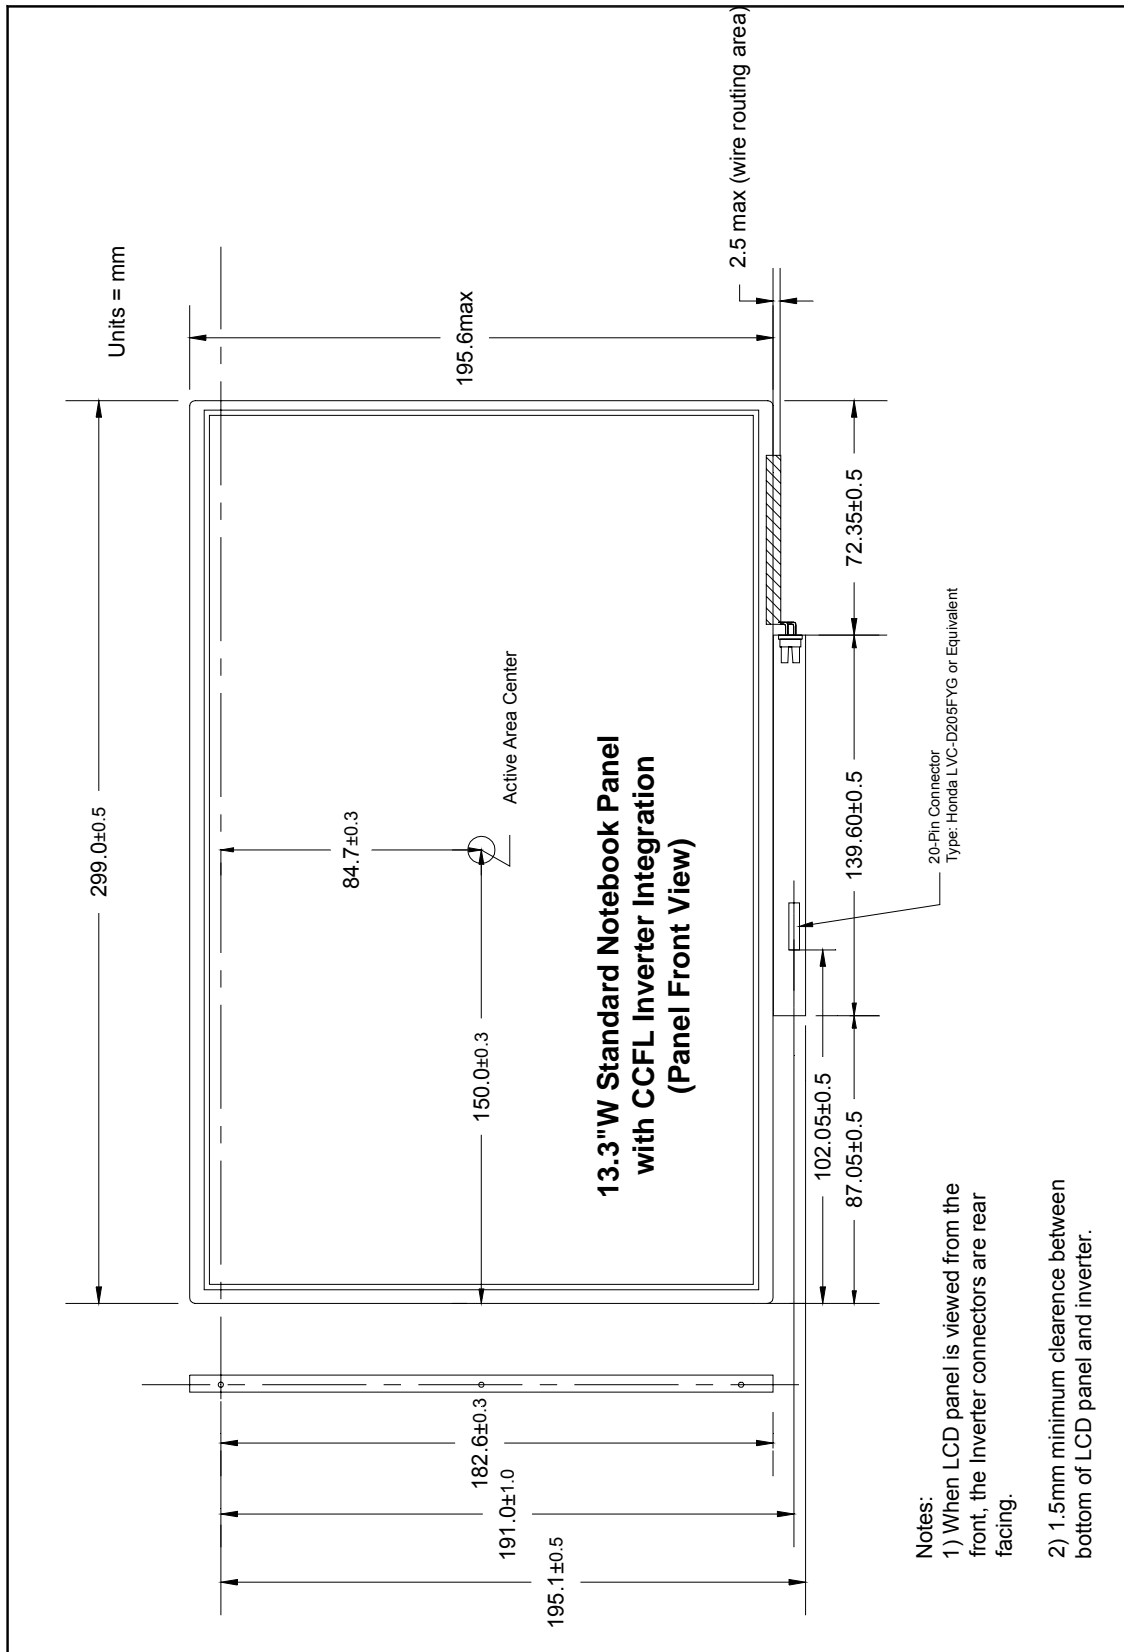 Units = mm
299.0±0.5
195.6max
2.5 max (wire routing area)
84.7±0.3
Active Area Center
150.0±0.3
13.3"W Standard Notebook Panel
with CCFL Inverter Integration
(Panel Front View)
182.6±0.3
191.0±1.0
195.1±0.5
102.05±0.5
87.05±0.5
139.60±0.5
72.35±0.5
20-Pin Connector
Type: Honda LVC-D205FYG or Equivalent
Notes:
1) When LCD panel is viewed from the
front, the Inverter connectors are rear
facing.
2) 1.5mm minimum clearence between
bottom of LCD panel and inverter.